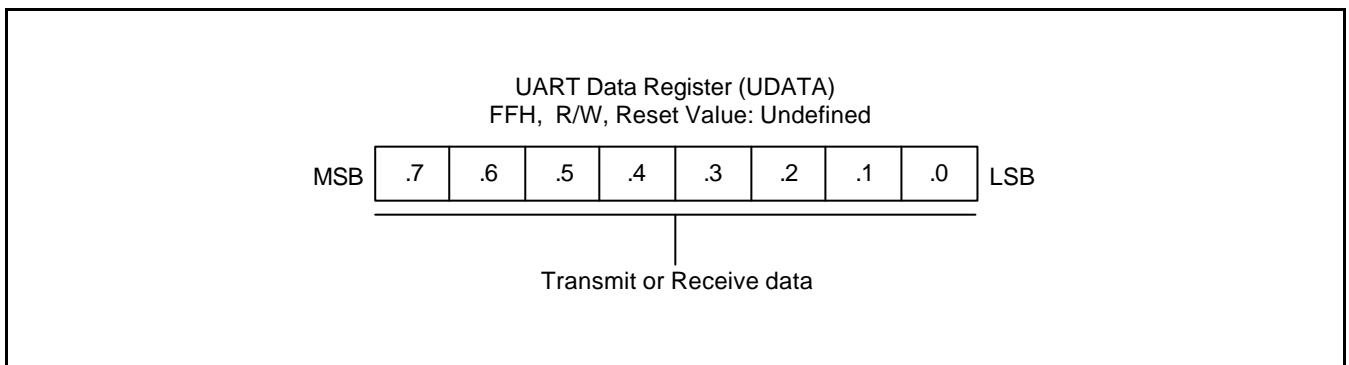 UART Data Register (UDATA)
FFH, R/W, Reset Value: Undefined
MSB .7 .6 .5 .4 .3 .2 .1 .0 LSB
Transmit or Receive data